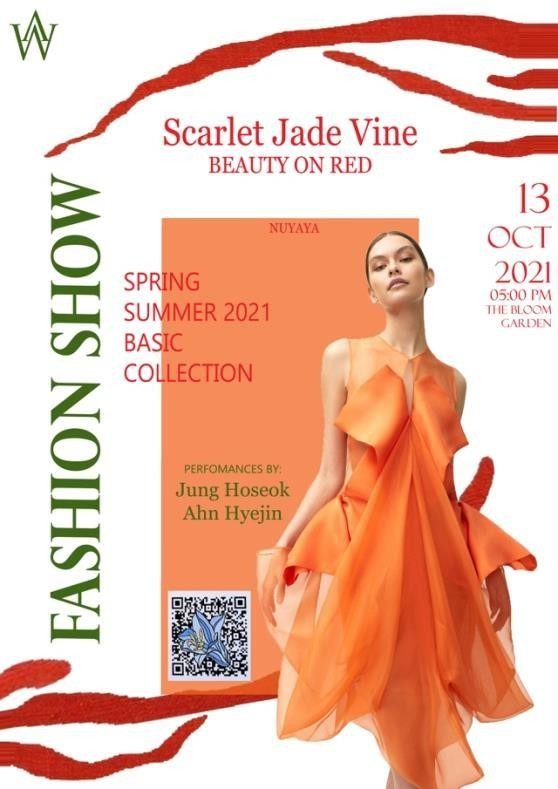 Scarlet Jade Vine
BEAUTY ON RED
FASHION SHOW
NUYAYA
13
OCT
2021
05:00 PM
THE BLOOM
GARDEN
SPRING
SUMMER 2021
BASIC
COLLECTION
PERFOMANCES BY:
Jung Hoseok
Ahn Hyejin